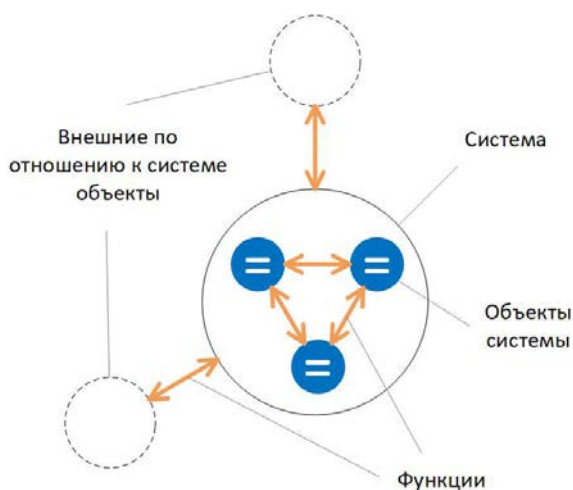 Внешние по
отношению к системе
объекты
Система
Объекты
системы
Функции